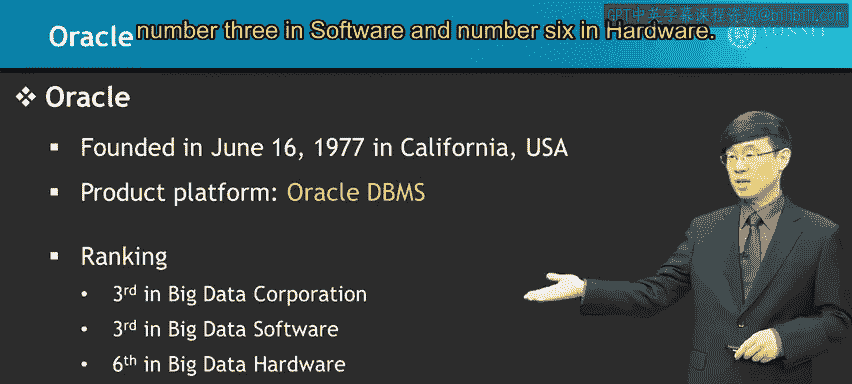 Oracle
number three in Software and number six in Hardware.
YONSEI
❖ Oracle
▪ Founded in June 16, 1977 in California, USA
▪ Product platform: Oracle DBMS
▪ Ranking
• 3rd in Big Data Corporation
• 3rd in Big Data Software
• 6th in Big Data Hardware